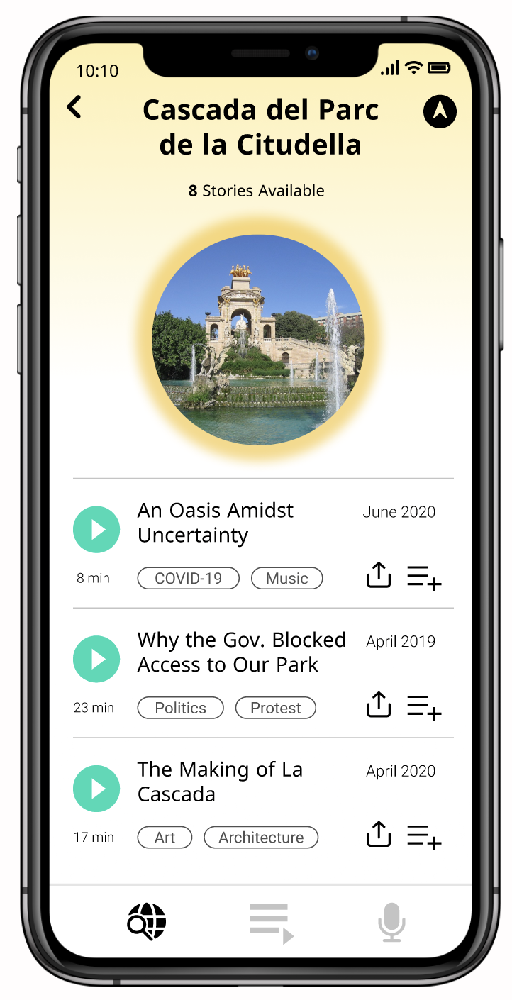 10:10
Cascada del Parc
de la Citudella
8 Stories Available
An Oasis Amidst
Uncertainty
June 2020
8 min
COVID-19
Music
Why the Gov. Blocked
Access to Our Park
April 2019
23 min
Politics
Protest
The Making of La
Cascada
April 2020
17 min
Art
Architecture